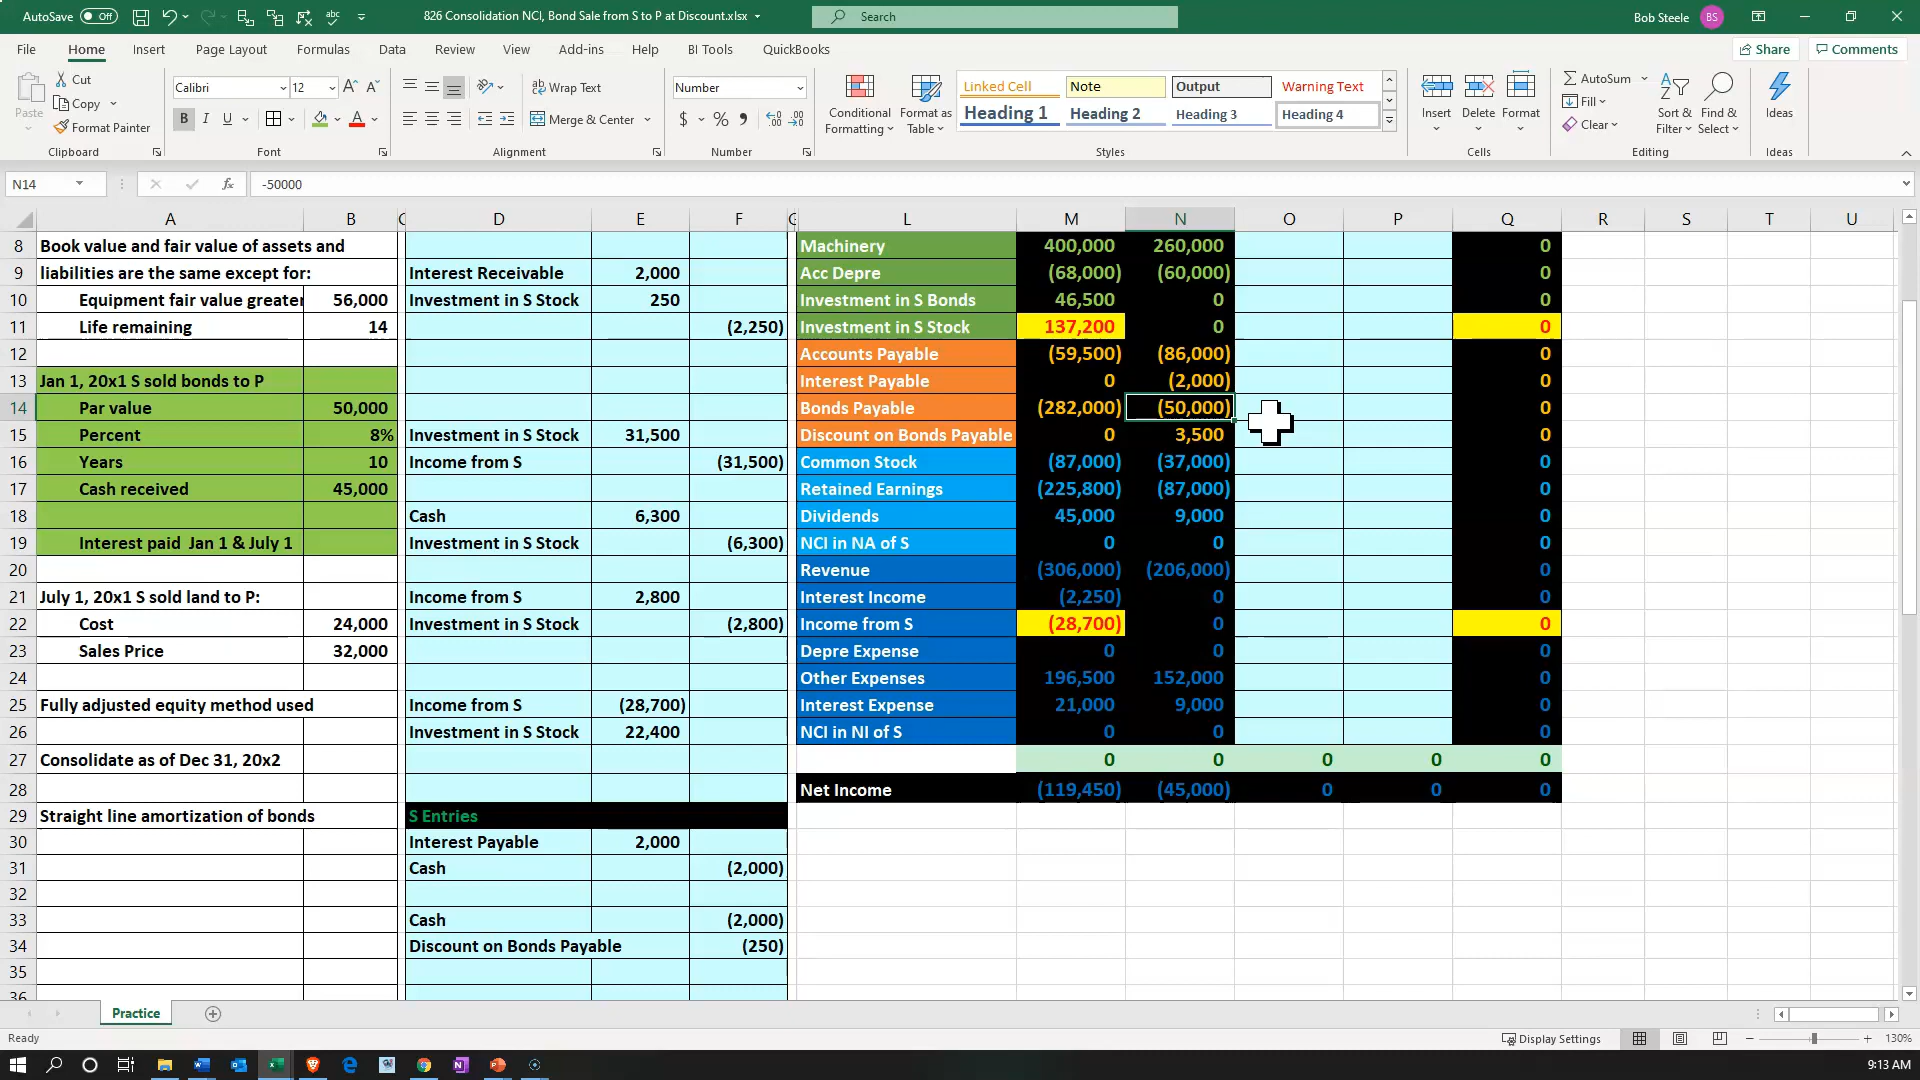 AutoSave Off 826 Consolidation NCI, Bond Sale from S to P at Discount.xlsx Search Bob Steele BS
File Home Insert Page Layout Formulas Data Review View Add-ins Help BI Tools QuickBooks Share Comments
Paste Cut Copy Format Painter
Calibri 12
B I U
Wrap Text
Merge & Center
Number
$ %
Conditional Formatting
Format as Table
Linked Cell Note Output Warning Text
Heading 1 Heading 2 Heading 3 Heading 4
Insert Delete Format
AutoSum
Fill
Clear
Sort & Filter
Find & Select
Ideas
Clipboard Font Alignment Number Styles Cells Editing Ideas
N14 fx -50000
A B C D E F G L M N O P Q R S T U
8 Book value and fair value of assets and Machinery 400,000 260,000 0
9 liabilities are the same except for: Interest Receivable 2,000 Acc Depre (68,000) (60,000) 0
10 Equipment fair value greater 56,000 Investment in S Stock 250 Investment in S Bonds 46,500 0 0
11 Life remaining 14 (2,250) Investment in S Stock 137,200 0 0
12 Accounts Payable (59,500) (86,000) 0
13 Jan 1, 20x1 S sold bonds to P Interest Payable 0 (2,000) 0
14 Par value 50,000 Bonds Payable (282,000) (50,000) 0
15 Percent 8% Investment in S Stock 31,500 Discount on Bonds Payable 0 3,500 0
16 Years 10 Income from S (31,500) Common Stock (87,000) (37,000) 0
17 Cash received 45,000 Retained Earnings (225,800) (87,000) 0
18 Cash 6,300 Dividends 45,000 9,000 0
19 Interest paid Jan 1 & July 1 Investment in S Stock (6,300) NCI in NA of S 0 0 0
20 Revenue (306,000) (206,000) 0
21 July 1, 20x1 S sold land to P: Income from S 2,800 Interest Income (2,250) 0 0
22 Cost 24,000 Investment in S Stock (2,800) Income from S (28,700) 0 0
23 Sales Price 32,000 Depre Expense 0 0 0
24 Other Expenses 196,500 152,000 0
25 Fully adjusted equity method used Income from S (28,700) Interest Expense 21,000 9,000 0
26 Investment in S Stock 22,400 NCI in NI of S 0 0 0
27 Consolidate as of Dec 31, 20x2 0 0 0 0 0
28 Net Income (119,450) (45,000) 0 0 0
29 Straight line amortization of bonds S Entries
30 Interest Payable 2,000
31 Cash (2,000)
32
33 Cash (2,000)
34 Discount on Bonds Payable (250)
35
36
Practice
Ready Display Settings 130%
9:13 AM